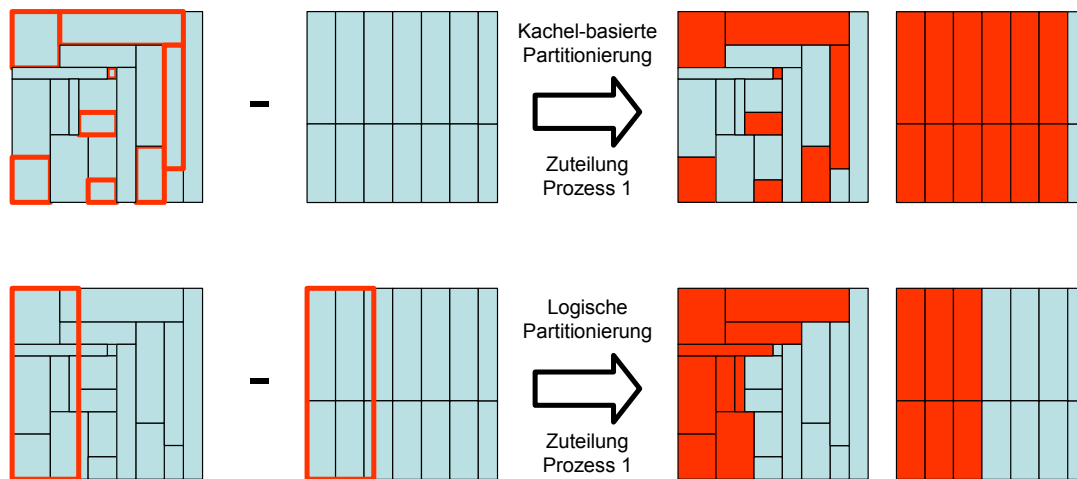 Kachel-basierte
Partitionierung
Zuteilung
Prozess 1
Logische
Partitionierung
Zuteilung
Prozess 1